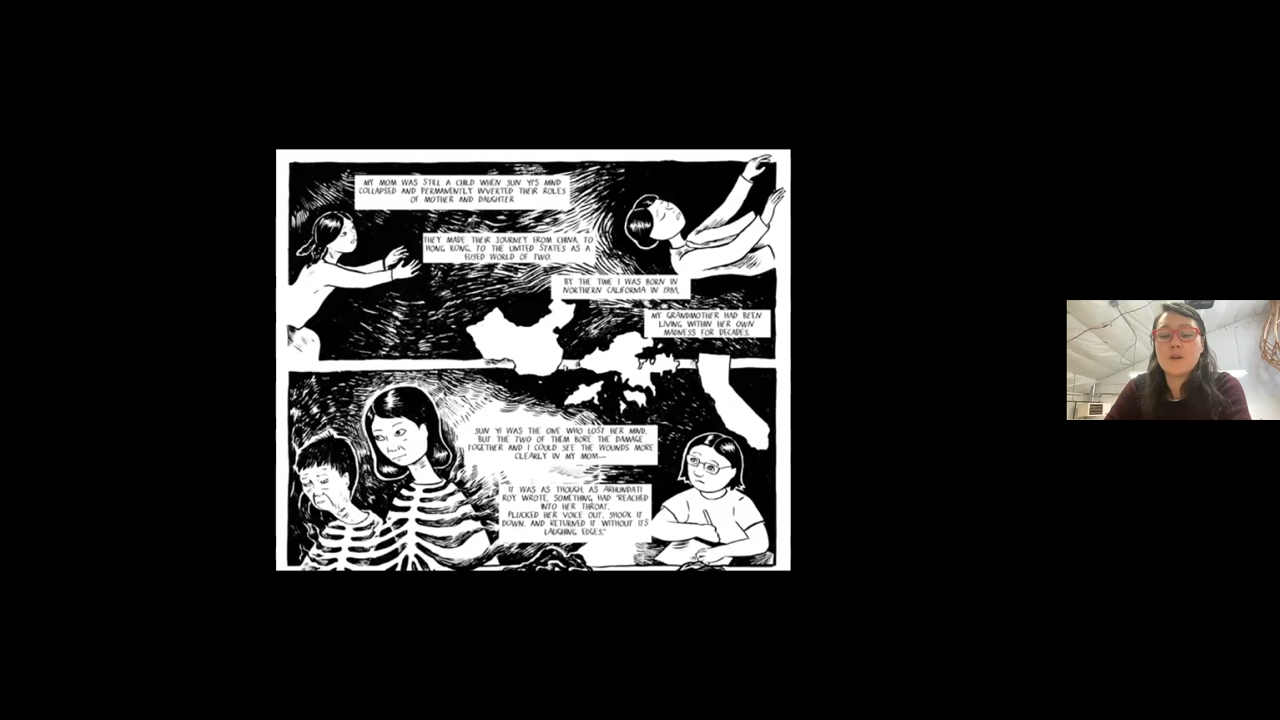 MY MOM WAS STILL A CHILD WHEN SUN YI'S MIND
COLLAPSED AND PERMANENTLY INVERTED THEIR ROLES
OF MOTHER AND DAUGHTER
THEY MADE THEIR JOURNEY FROM CHINA, TO
HONG KONG, TO THE UNITED STATES AS A
FUSED WORLD OF TWO.
BY THE TIME I WAS BORN IN
NORTHERN CALIFORNIA IN 1984,
MY GRANDMOTHER HAD BEEN
LIVING WITHIN HER OWN
MADNESS FOR DECADES.
SUN YI WAS THE ONE WHO LOST HER MIND,
BUT THE TWO OF THEM BORE THE DAMAGE
TOGETHER AND I COULD SEE THE WOUNDS MORE
CLEARLY IN MY MOM—
IT WAS AS THOUGH, AS ARHUNDATI
ROY WROTE, SOMETHING HAD "REACHED
INTO HER THROAT,
PLUCKED HER VOICE OUT, SHOOK IT
DOWN, AND RETURNED IT WITHOUT ITS
LAUGHING EDGES."